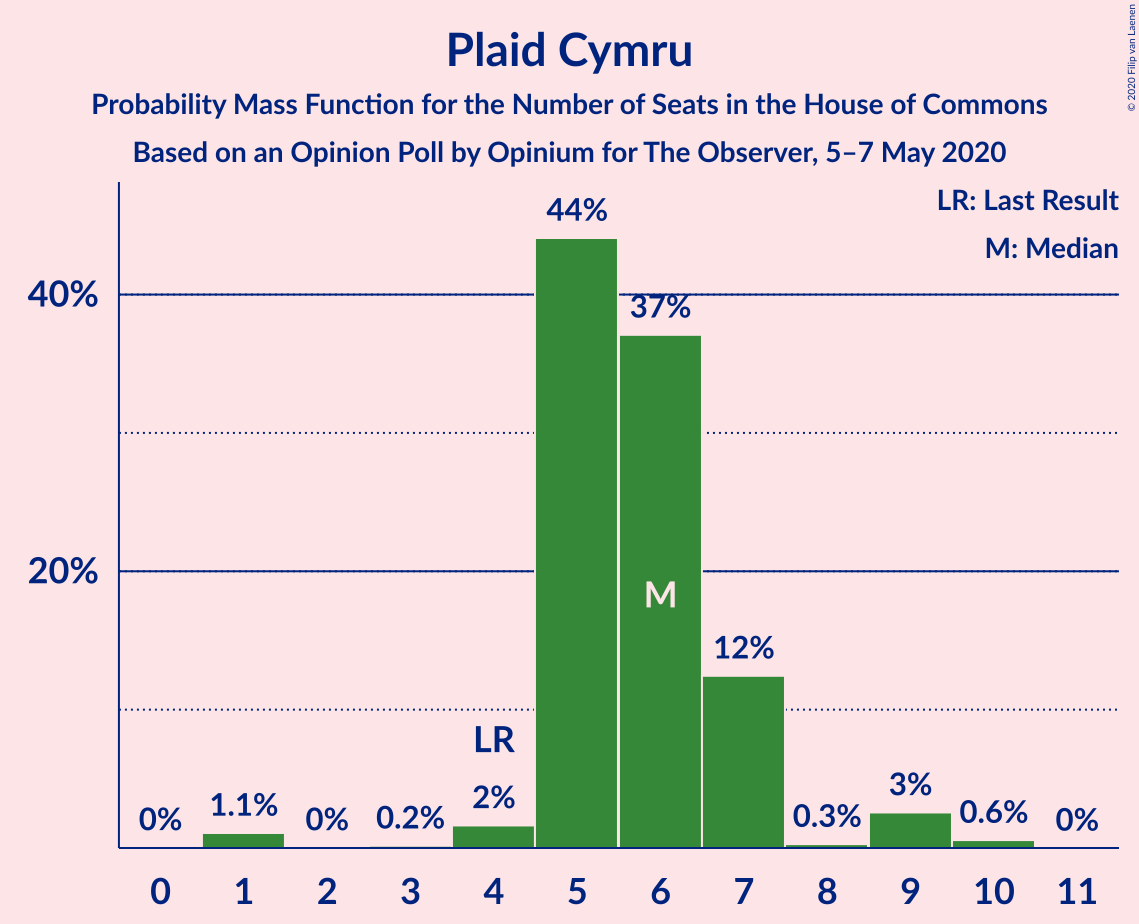 Plaid Cymru
Probability Mass Function for the Number of Seats in the House of Commons
Based on an Opinion Poll by Opinium for The Observer, 5–7 May 2020
© 2020 Filip van Laenen
LR: Last Result
M: Median
40%
20%
0%
1.1%
0%
0.2%
LR
2%
44%
37%
M
12%
0.3%
3%
0.6%
0%
0 1 2 3 4 5 6 7 8 9 10 11